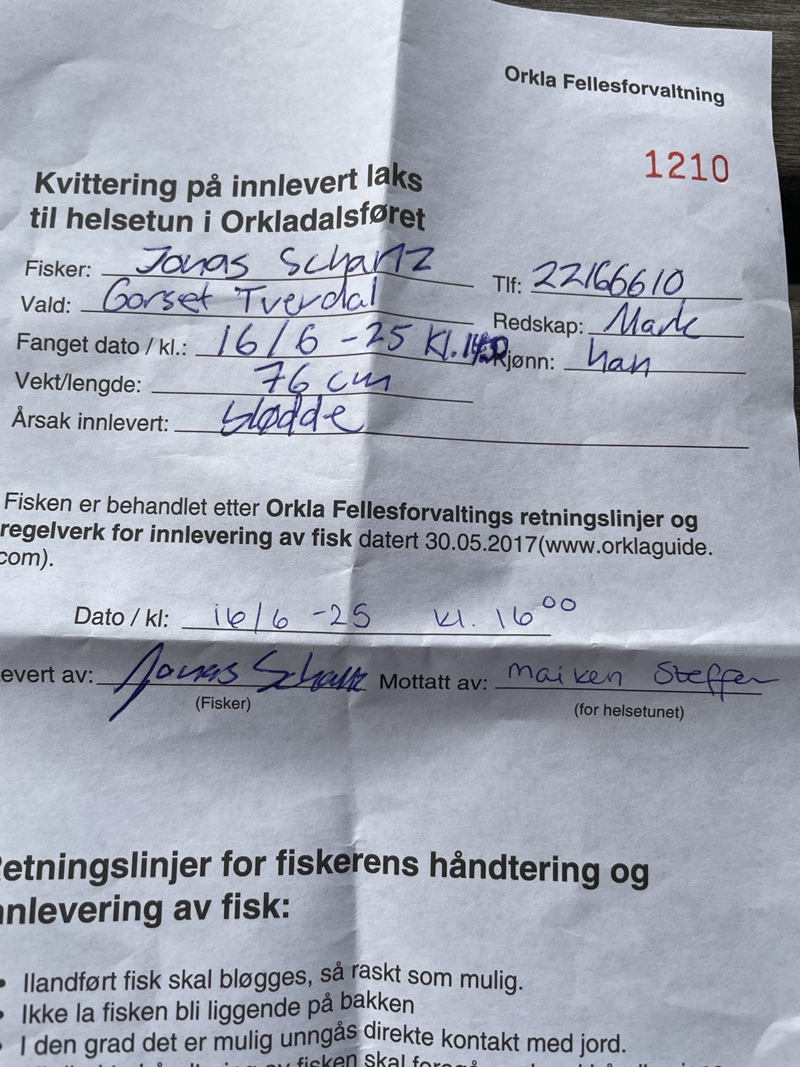 Orkla Fellesforvaltning
1210
Kvittering på innlevert laks
til helsetun i Orkladalsføret
Fisker: Jonas Schanz Tlf: 22166610
Vald: Gorset Tverdal Redskap: Mark
Fanget dato / kl.: 16/6 -25 Kl. Kjønn: han
Vekt/lengde: 76 cm
Årsak innlevert: blødde
Fisken er behandlet etter Orkla Fellesforvaltings retningslinjer og
regelverk for innlevering av fisk datert 30.05.2017(www.orklaguide.
com).
Dato / kl: 16/6 -25 kl. 16 00
evert av: Jonas Mottatt av: Maiken Steffen
(Fisker) (for helsetunet)
etningslinjer for fiskerens håndtering og
nnlevering av fisk:
• Ilandført fisk skal bløgges, så raskt som mulig.
• Ikke la fisken bli liggende på bakken
• I den grad det er mulig unngås direkte kontakt med jord.
fisken skal